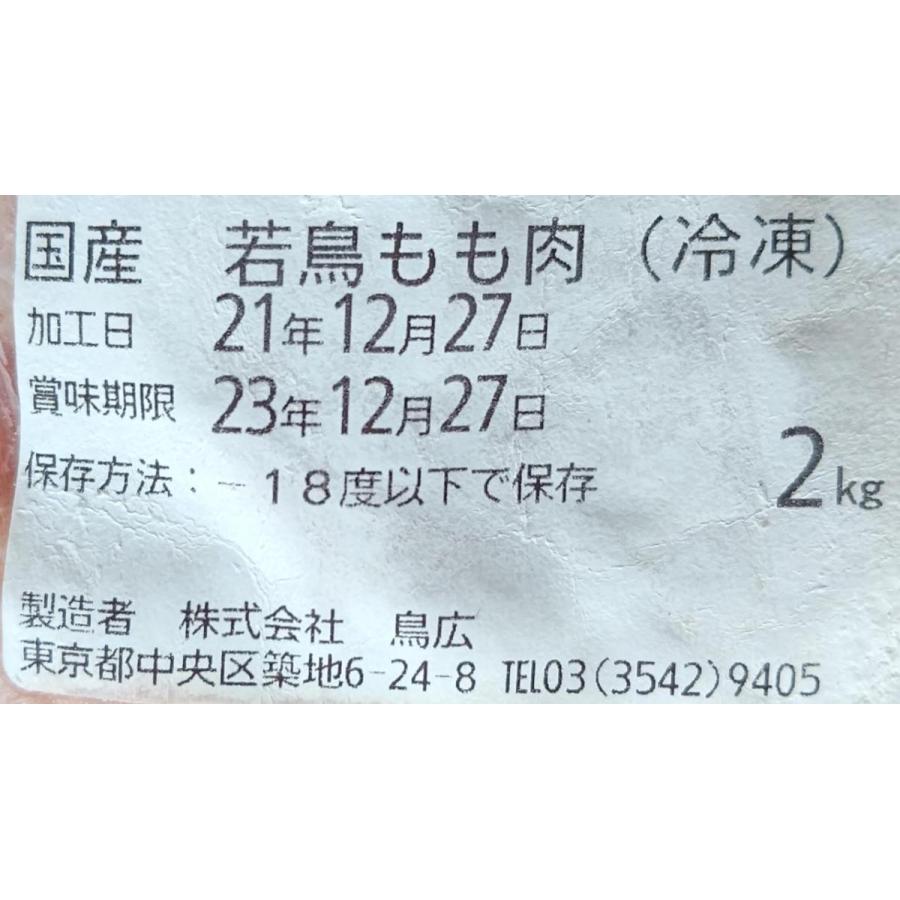 国産　若鳥もも肉（冷凍）
加工日　21年12月27日
賞味期限　23年12月27日
保存方法：－１８度以下で保存　2kg
製造者　株式会社　鳥広
東京都中央区築地6-24-8 TEL03(3542)9405